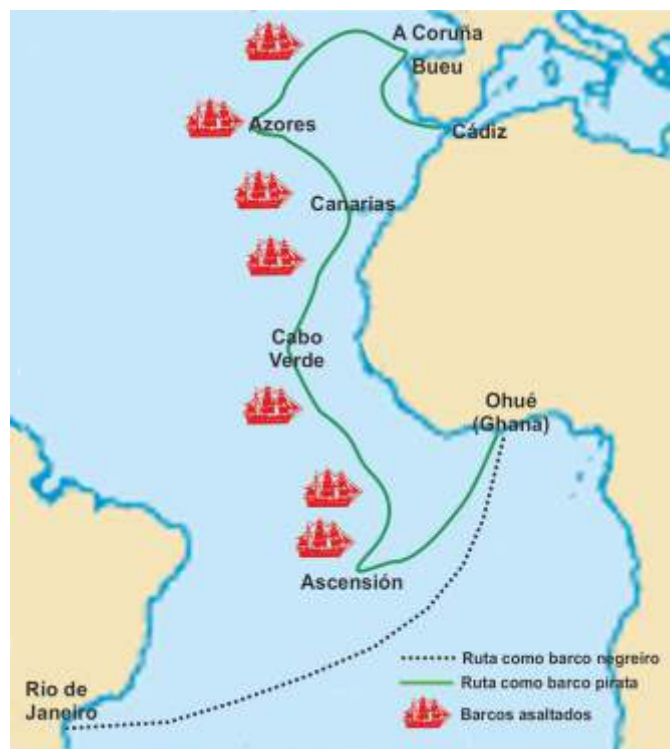 A Coruña
Bueu
Azores
Cádiz
Canarias
Cabo
Verde
Ohué
(Ghana)
Ascensión
Ruta como barco negreiro
Río de
Janeiro
Ruta como barco pirata
Barcos asaltados